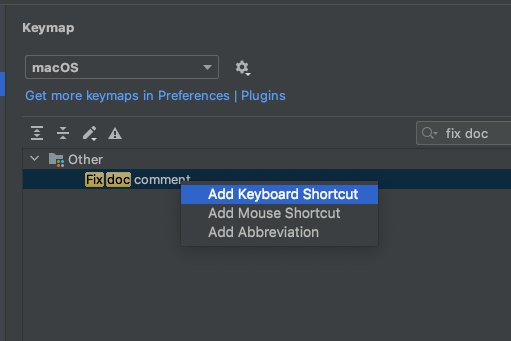 Keymap
macOS
Get more keymaps in Preferences | Plugins
fix doc
Other
Fix doc comment
Add Keyboard Shortcut
Add Mouse Shortcut
Add Abbreviation